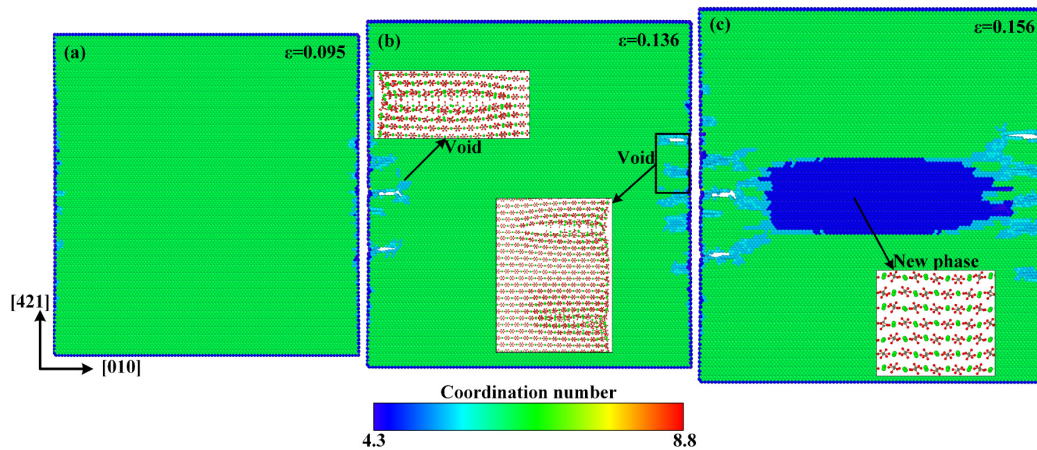 (a)
ε=0.095
(b)
ε=0.136
(c)
ε=0.156
Void
Void
New phase
[421]
[010]
Coordination number
4.3
8.8